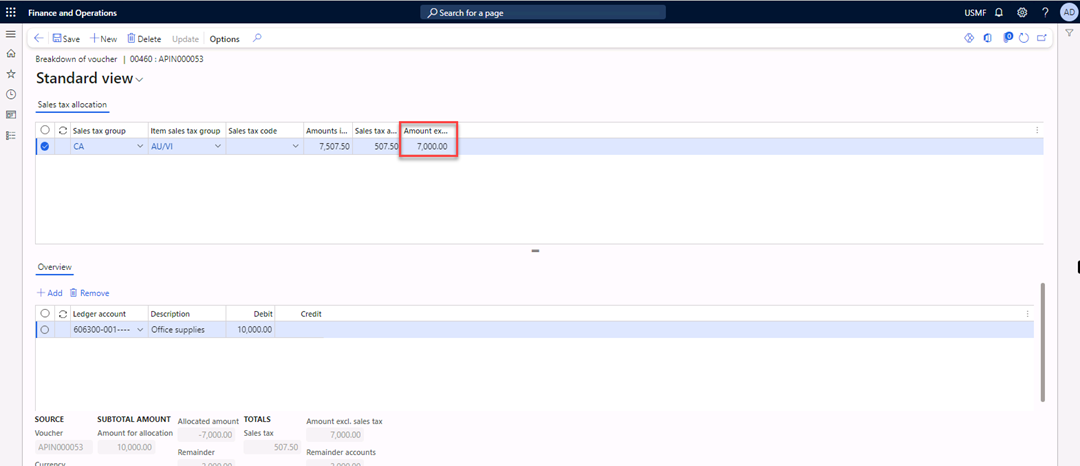 Finance and Operations
Search for a page
USMF
AD
Save
New
Delete
Update
Options
0
Breakdown of voucher | 00460 : APIN000053
Standard view
Sales tax allocation
Sales tax group Item sales tax group Sales tax code Amounts i... Sales tax a... Amount ex...
CA AU/VI 7,507.50 507.50 7,000.00
Overview
Add Remove
Ledger account Description Debit Credit
606300-001---- Office supplies 10,000.00
SOURCE SUBTOTAL AMOUNT Allocated amount TOTALS Amount excl. sales tax
Voucher Amount for allocation -7,000.00 Sales tax 7,000.00
APIN000053 10,000.00 Remainder 507.50 Remainder accounts
Currency